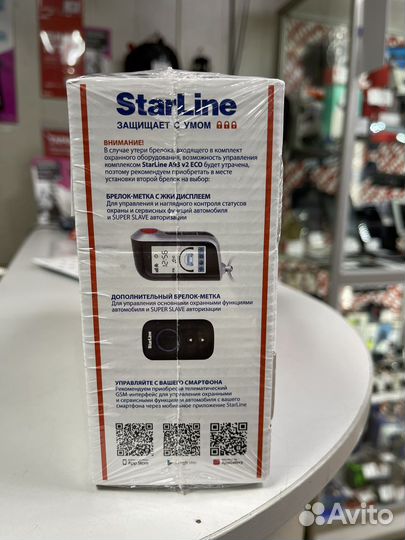 StarLine
ЗАЩИЩАЕТ С УМОМ
ВНИМАНИЕ!
В случае утери брелока, входящего в комплект
охранного оборудования, возможность управления
комплексом StarLine A93 v2 ECO будет утрачена,
поэтому рекомендуем приобретать в месте
установки второй брелок на выбор:
БРЕЛОК-МЕТКА С ЖКИ ДИСПЛЕЕМ
Для управления и наглядного контроля статусов
охраны и сервисных функций автомобиля
и SUPER SLAVE авторизации
12:56
ДОПОЛНИТЕЛЬНЫЙ БРЕЛОК-МЕТКА
Для управления основными охранными функциями
автомобиля и SUPER SLAVE авторизации
StarLine
УПРАВЛЯЙТЕ С ВАШЕГО СМАРТФОНА
Рекомендуем приобрести телематический
GSM-интерфейс для управления охранными
и сервисными функциями автомобиля с вашего
смартфона через мобильное приложение StarLine
App Store
Avito